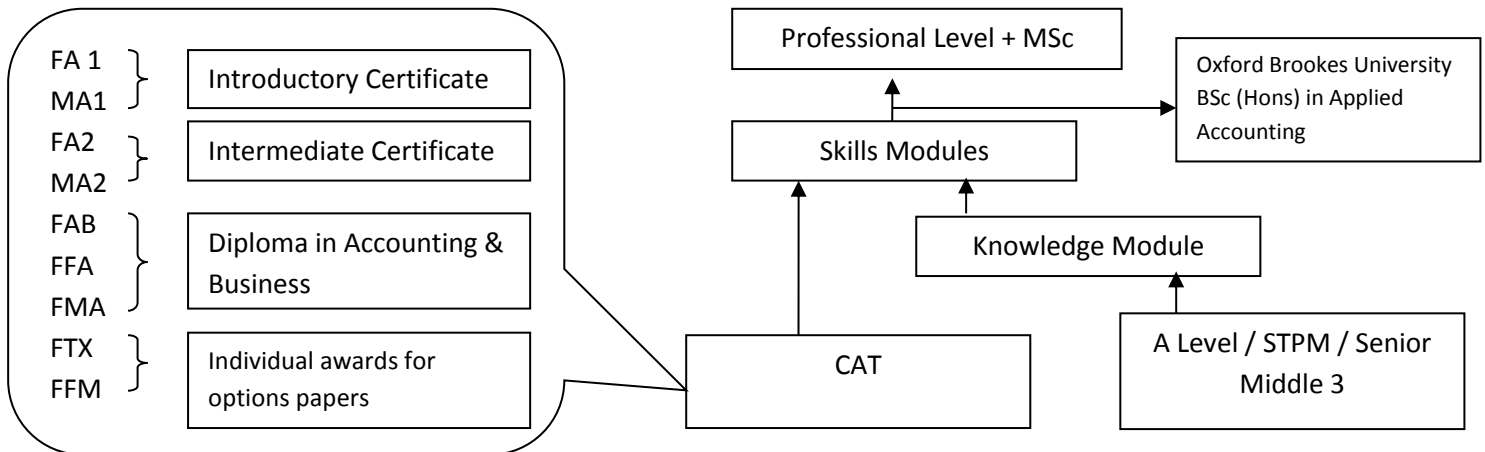 FA 1
MA1
Introductory Certificate
FA2
MA2
Intermediate Certificate
FAB
FFA
FMA
Diploma in Accounting &
Business
FTX
FFM
Individual awards for
options papers
Professional Level + MSc
Oxford Brookes University
BSc (Hons) in Applied
Accounting
Skills Modules
Knowledge Module
CAT
A Level / STPM / Senior
Middle 3